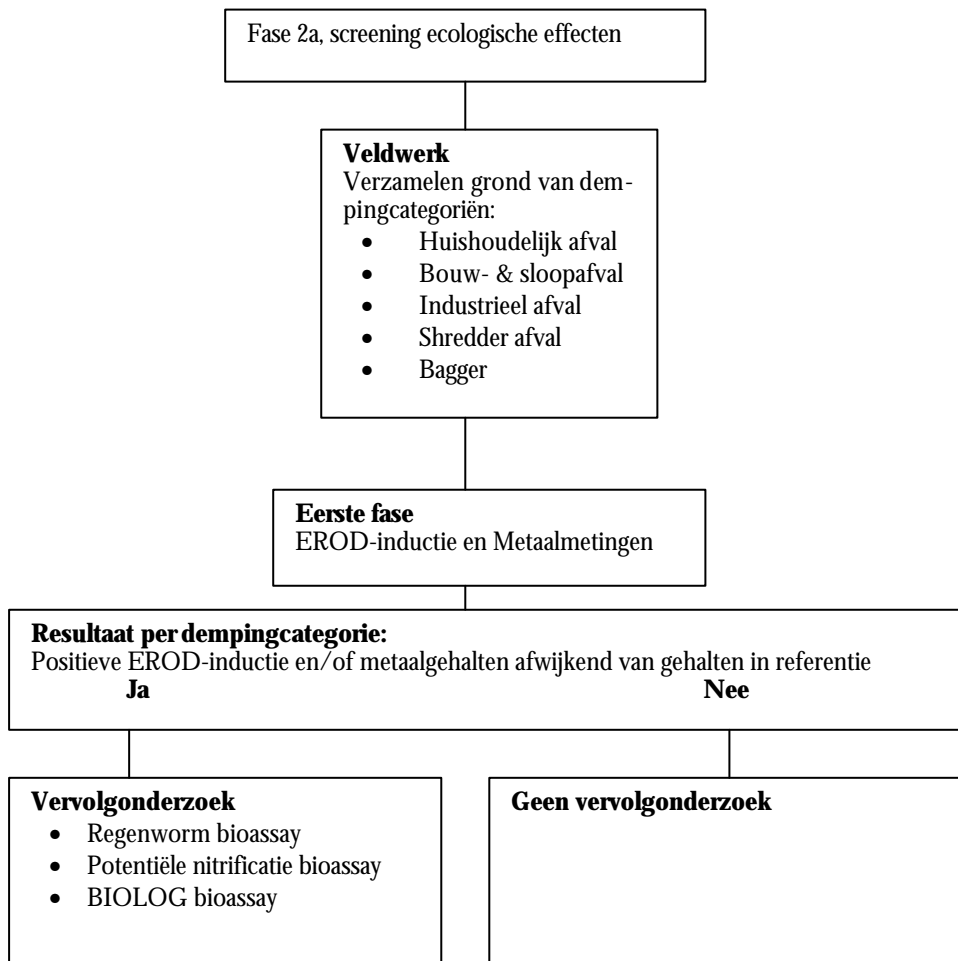 Fase 2a, screening ecologische effecten
Veldwerk
Verzamelen grond van dem-
pingcategoriën:
• Huishoudelijk afval
• Bouw- & sloopafval
• Industrieel afval
• Shredder afval
• Bagger
Eerste fase
EROD-inductie en Metaalmetingen
Resultaat per dempingcategorie:
Positieve EROD-inductie en/of metaalgehalten afwijkend van gehalten in referentie
Ja Nee
Vervolgonderzoek
• Regenworm bioassay
• Potentiële nitrificatie bioassay
• BIOLOG bioassay
Geen vervolgonderzoek